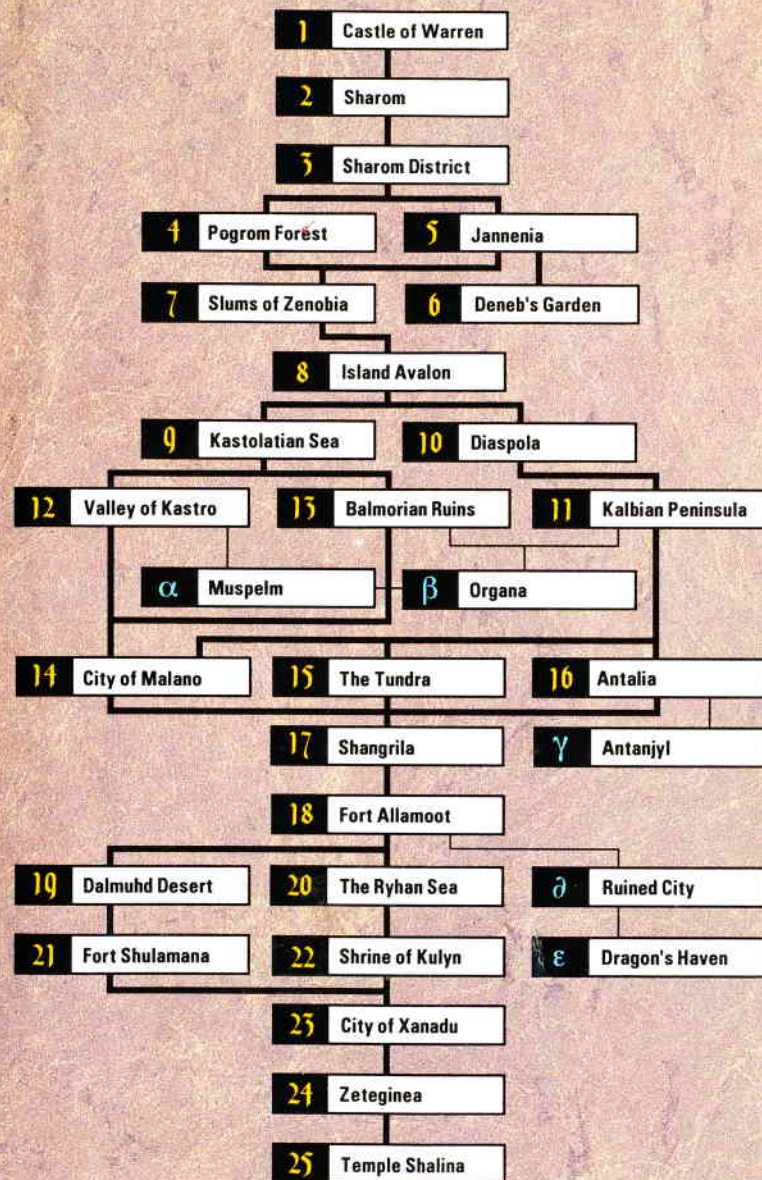 1 Castle of Warren
2 Sharom
3 Sharom District
4 Pogrom Forest
5 Jannenia
7 Slums of Zenobia
6 Deneb's Garden
8 Island Avalon
9 Kastolatian Sea
10 Diaspola
12 Valley of Kastro
13 Balmorian Ruins
11 Kalbian Peninsula
α Muspelm
β Organa
14 City of Malano
15 The Tundra
16 Antalia
17 Shangrila
γ Antanjyl
18 Fort Allamoot
19 Dalmuhd Desert
20 The Ryhan Sea
∂ Ruined City
21 Fort Shulamana
22 Shrine of Kulyn
ε Dragon's Haven
23 City of Xanadu
24 Zeteginea
25 Temple Shalina